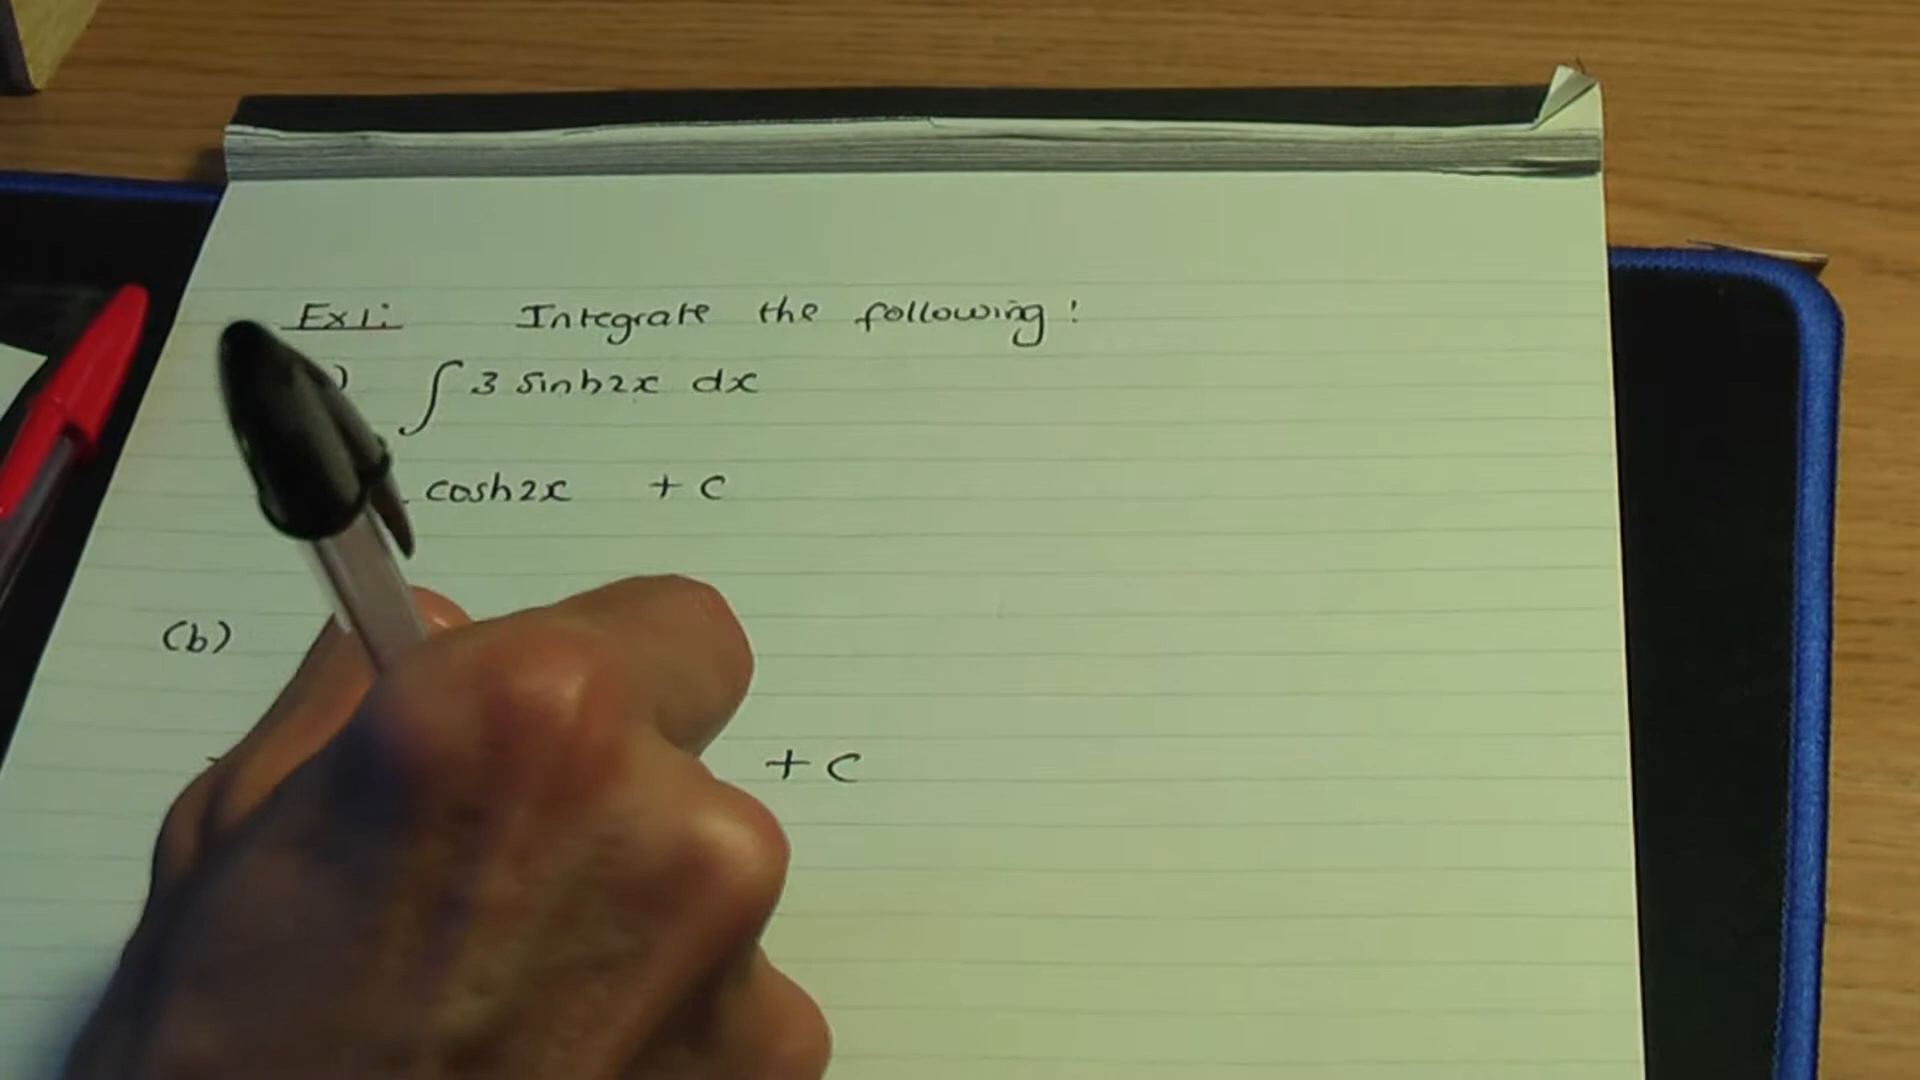 Ex1: Integrate the following:
) ∫ 3 sinh2x dx
cosh2x + c
(b)
+ c